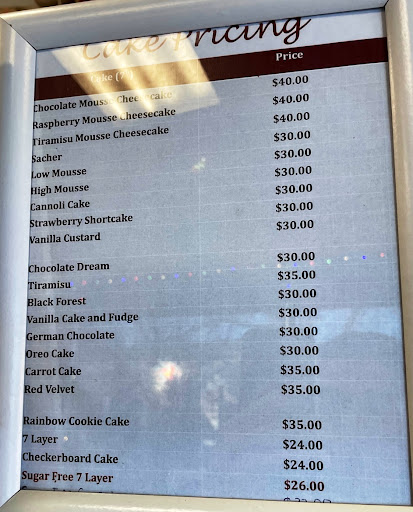 Cake Pricing
Cake (7") Price
Chocolate Mousse Cheesecake $40.00
Raspberry Mousse Cheesecake $40.00
Tiramisu Mousse Cheesecake $40.00
Sacher $30.00
Low Mousse $30.00
High Mousse $30.00
Cannoli Cake $30.00
Strawberry Shortcake $30.00
Vanilla Custard $30.00
Chocolate Dream $30.00
Tiramisu $35.00
Black Forest $30.00
Vanilla Cake and Fudge $30.00
German Chocolate $30.00
Oreo Cake $30.00
Carrot Cake $35.00
Red Velvet $35.00
Rainbow Cookie Cake $35.00
7 Layer $24.00
Checkerboard Cake $24.00
Sugar Free 7 Layer $26.00